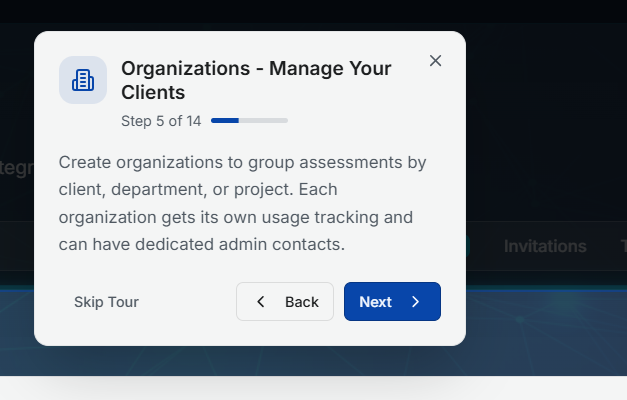 Organizations - Manage Your
Clients
Step 5 of 14
Create organizations to group assessments by
client, department, or project. Each
organization gets its own usage tracking and
can have dedicated admin contacts.
Invitations
Skip Tour
Back
Next